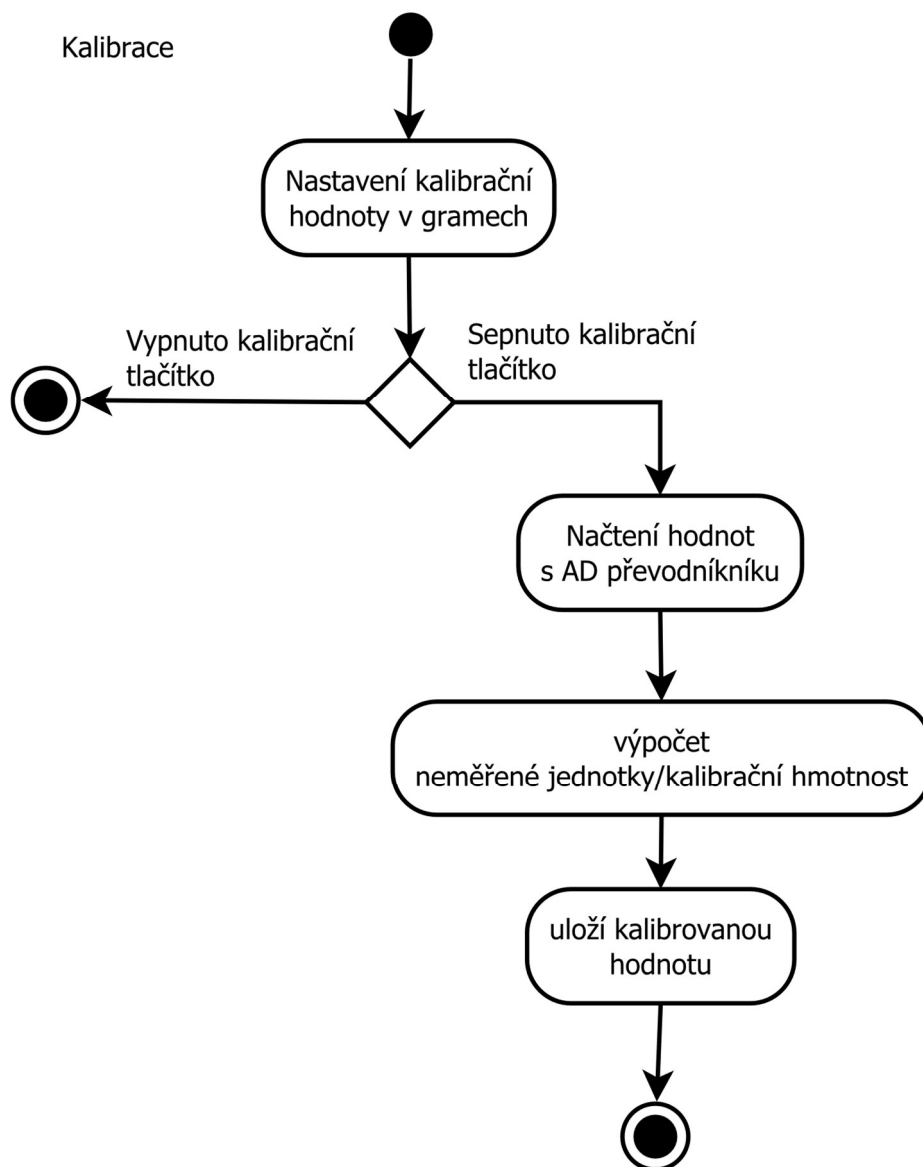 Kalibrace
Nastavení kalibrační
hodnoty v gramech
Vypnuto kalibrační
tlačítko
Sepnuto kalibrační
tlačítko
Načtení hodnot
s AD převodníkníku
výpočet
neměřené jednotky/kalibrační hmotnost
uloží kalibrovanou
hodnotu